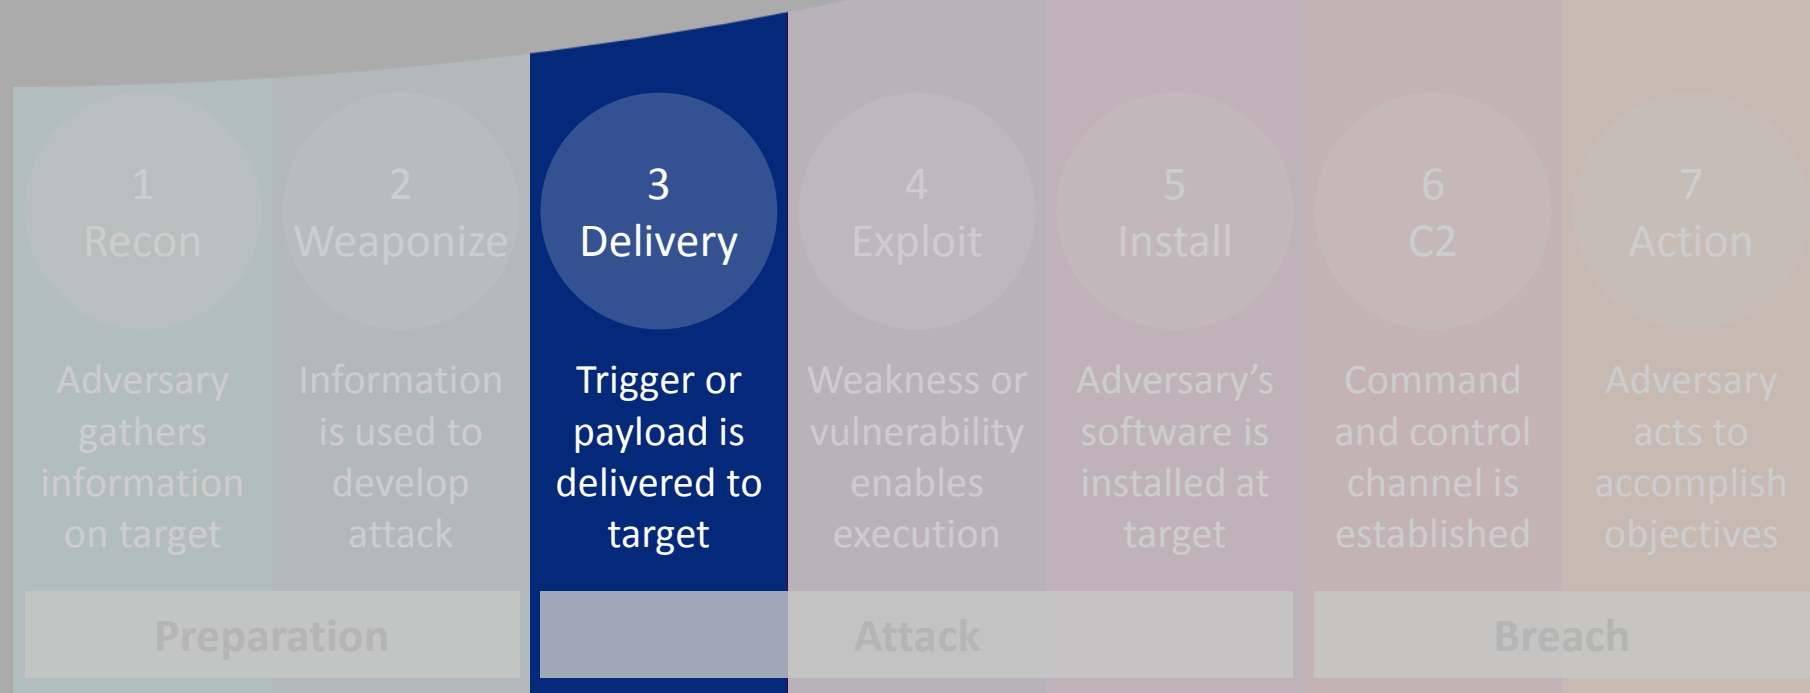 1
Recon
Adversary
gathers
information
on target
2
Weaponize
Information
is used to
develop
attack
3
Delivery
Trigger or
payload is
delivered to
target
4
Exploit
Weakness or
vulnerability
enables
execution
5
Install
Adversary’s
software is
installed at
target
6
C2
Command
and control
channel is
established
7
Action
Adversary
acts to
accomplish
objectives
Preparation
Attack
Breach